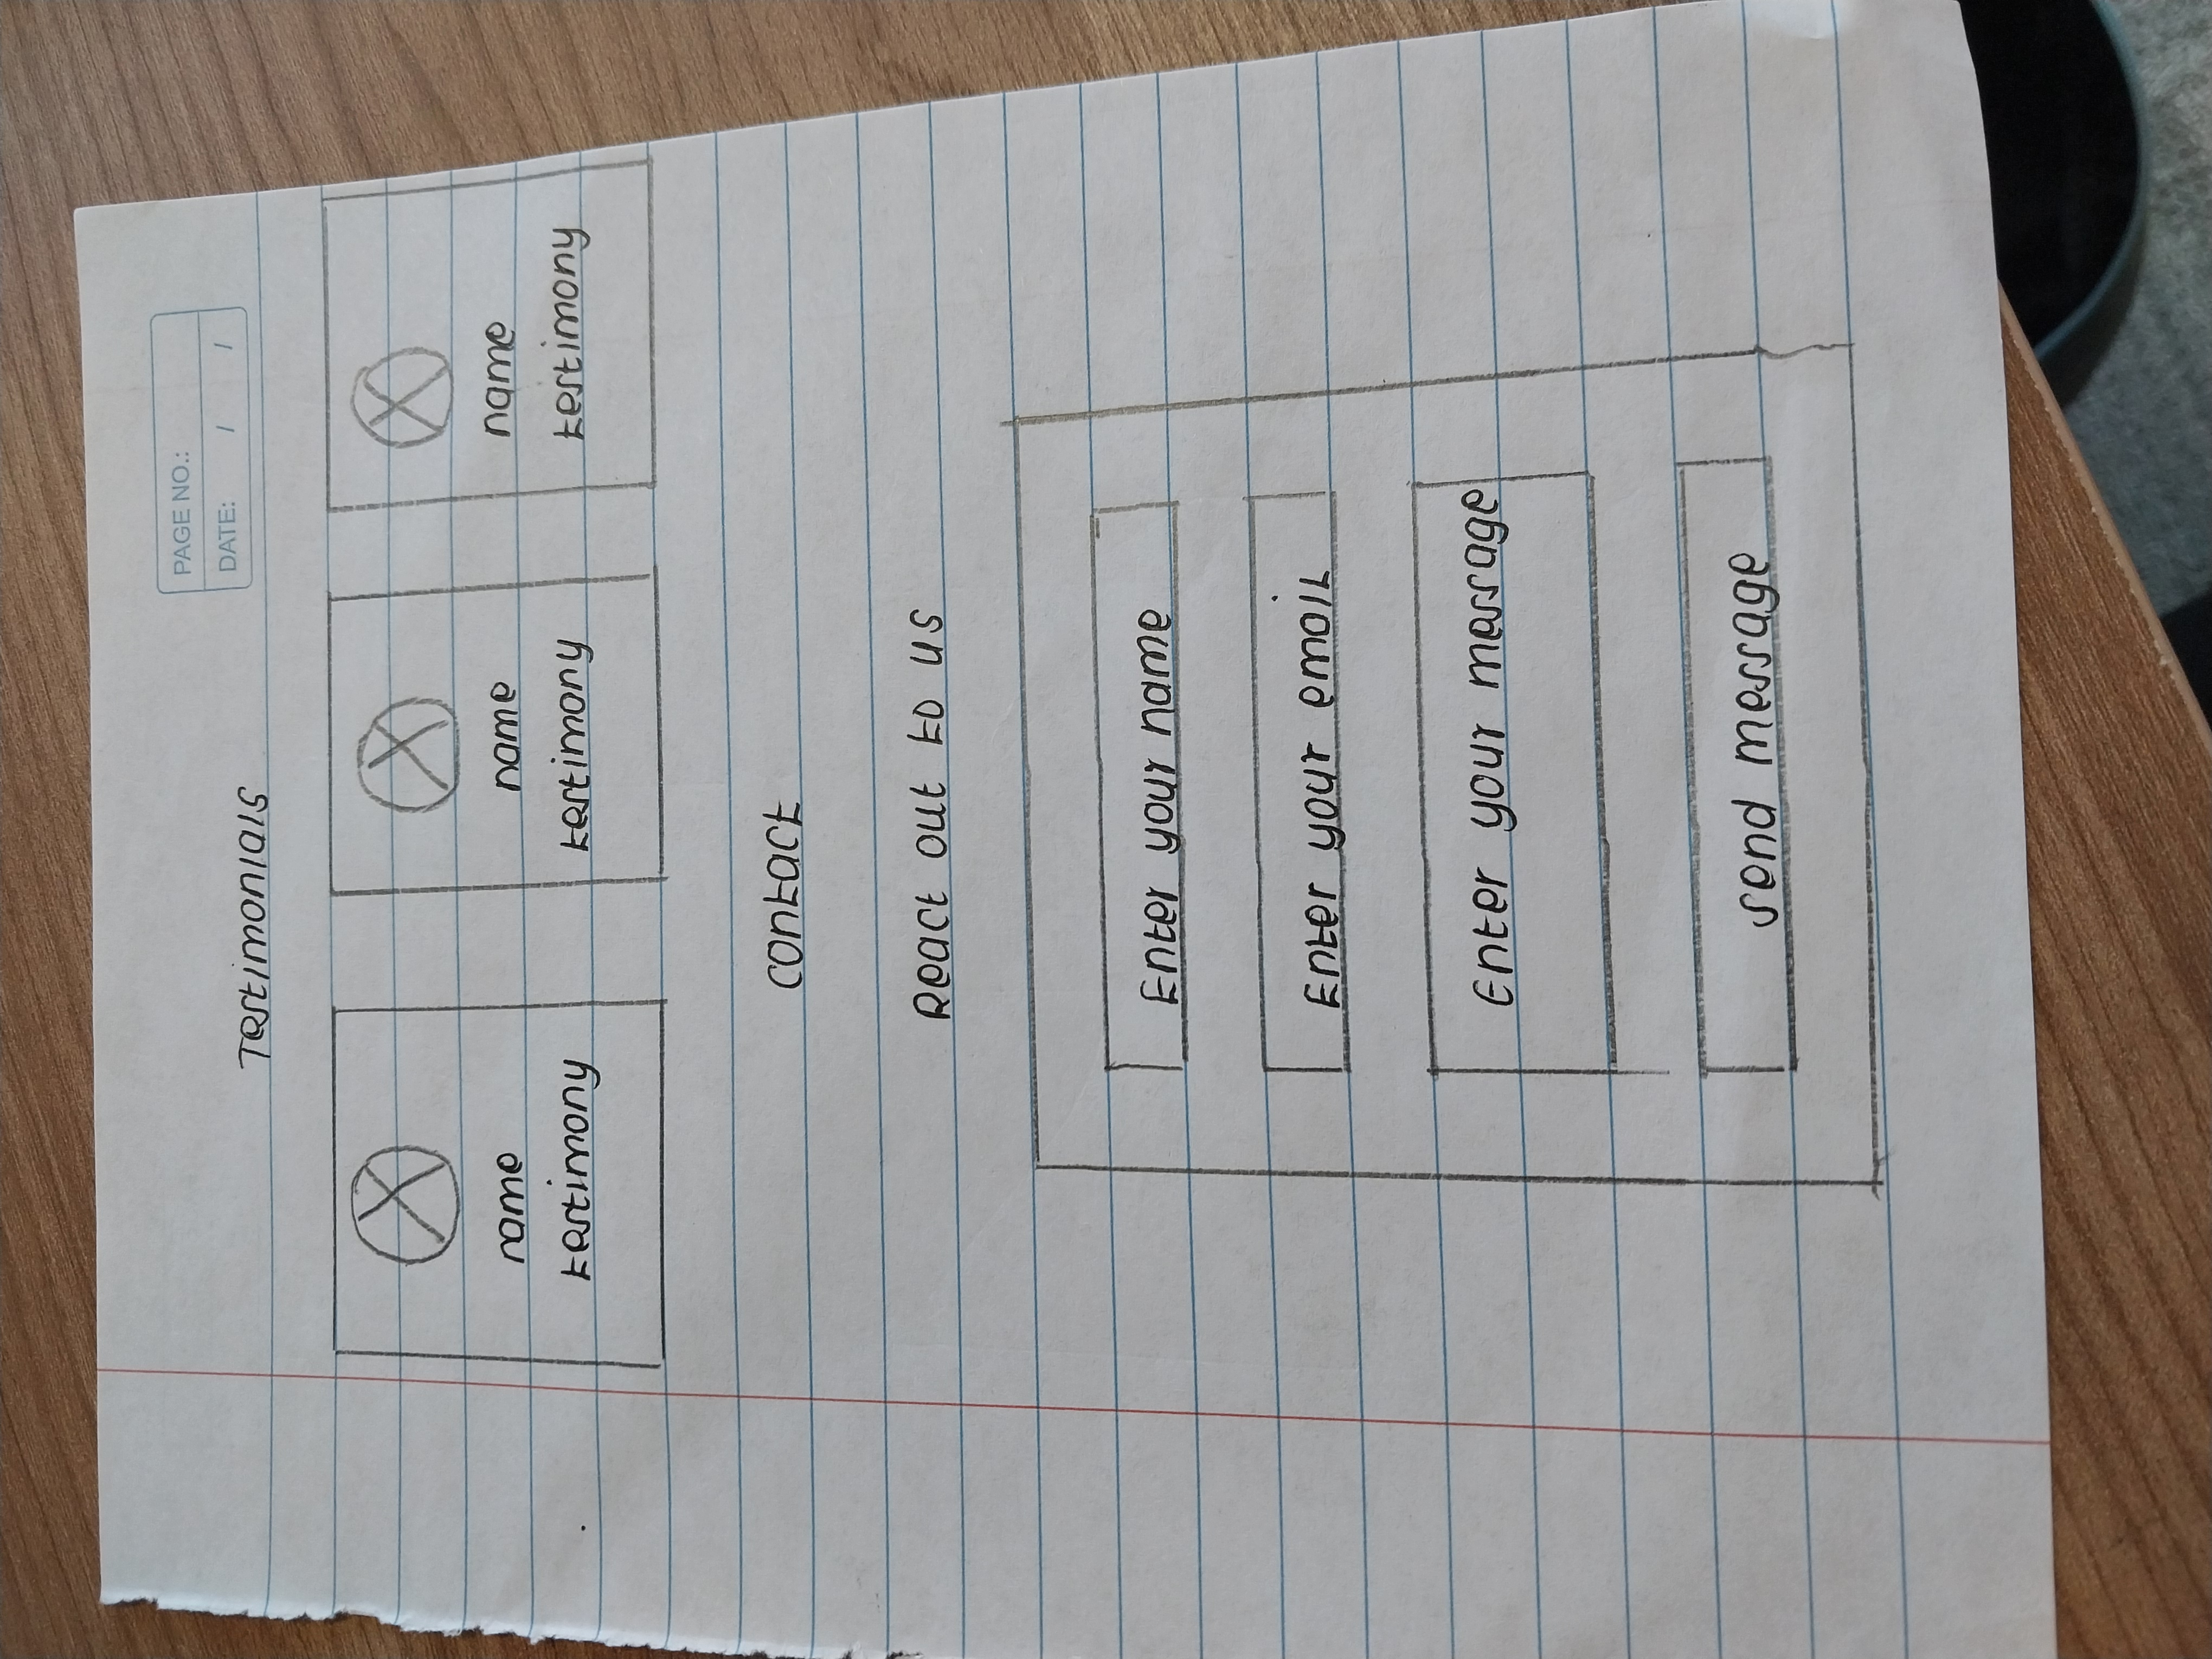 PAGE NO.:
DATE: / /
Testimonials
name name name
testimony testimony testimony
contact
React out to us
Enter your name
Enter your email
Enter your message
send message